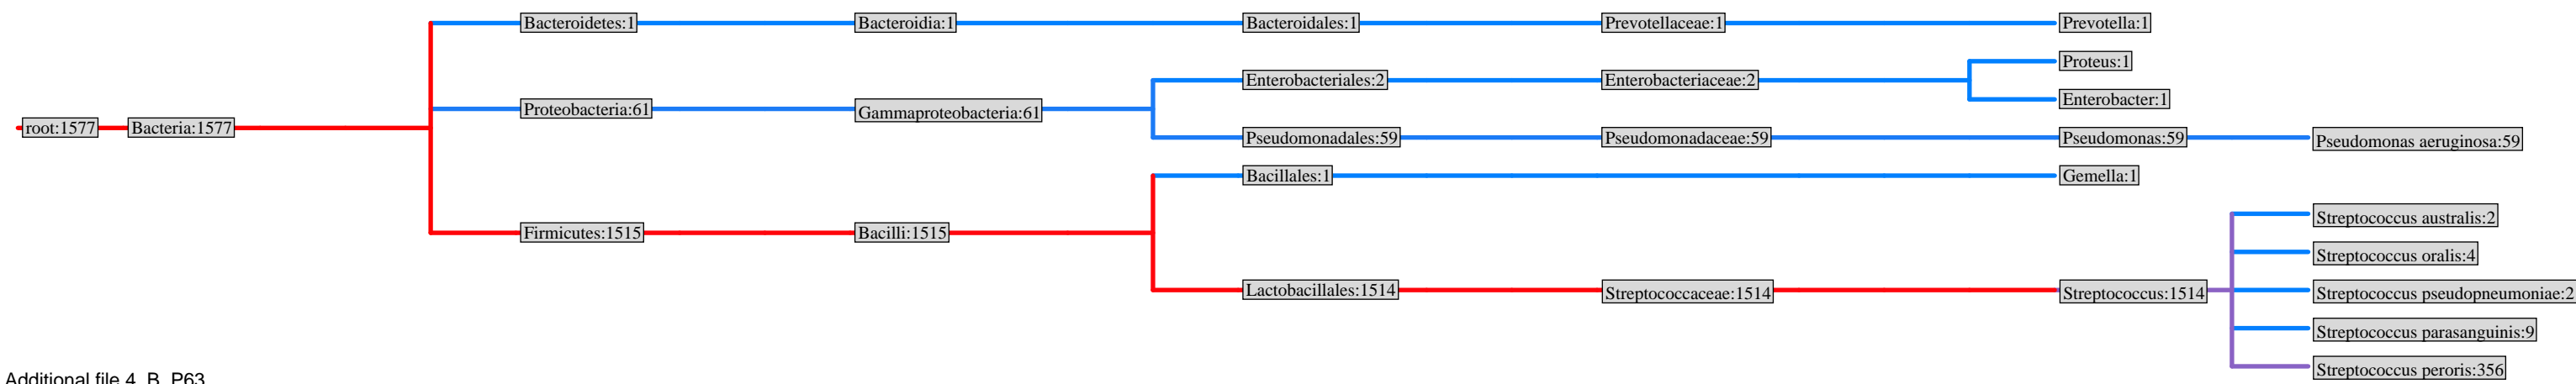 Bacteroidetes:1 Bacteroidia:1 Bacteroidales:1 Prevotellaceae:1 Prevotella:1
Proteus:1
Enterobacteriales:2 Enterobacteriaceae:2
Enterobacter:1
Proteobacteria:61 Gammaproteobacteria:61
root:1577 Bacteria:1577
Pseudomonadales:59 Pseudomonadaceae:59 Pseudomonas:59 Pseudomonas aeruginosa:59
Bacillales:1 Gemella:1
Streptococcus australis:2
Firmicutes:1515 Bacilli:1515
Streptococcus oralis:4
Lactobacillales:1514 Streptococcaceae:1514 Streptococcus:1514 Streptococcus pseudopneumoniae:2
Streptococcus parasanguinis:9
Streptococcus peroris:356
Additional file 4_B_P63